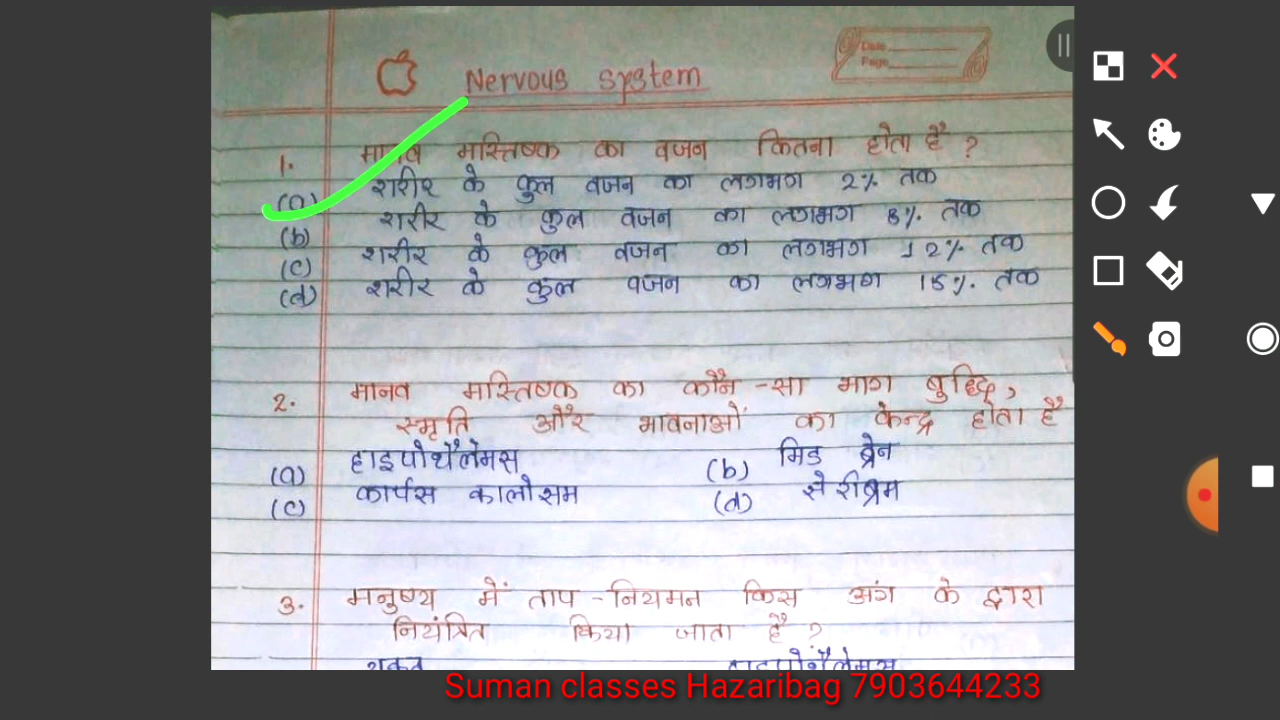 Nervous system
Date
Page
1. मानव मस्तिष्क का वजन कितना होता है ?
(a) शरीर के कुल वजन का लगभग 2% तक
(b) शरीर के कुल वजन का लगभग 8% तक
(c) शरीर के कुल वजन का लगभग 12% तक
(d) शरीर के कुल वजन का लगभग 15% तक
2. मानव मस्तिष्क का कौन-सा भाग बुद्धि,
स्मृति और भावनाओं का केन्द्र होता है
(a) हाइपोथैलेमस (b) मिड ब्रेन
(c) कार्पस कालोसम (d) सेरीब्रम
3. मनुष्य में ताप-नियमन किस अंग के द्वारा
नियंत्रित किया जाता है ?
Suman classes Hazaribag 7903644233